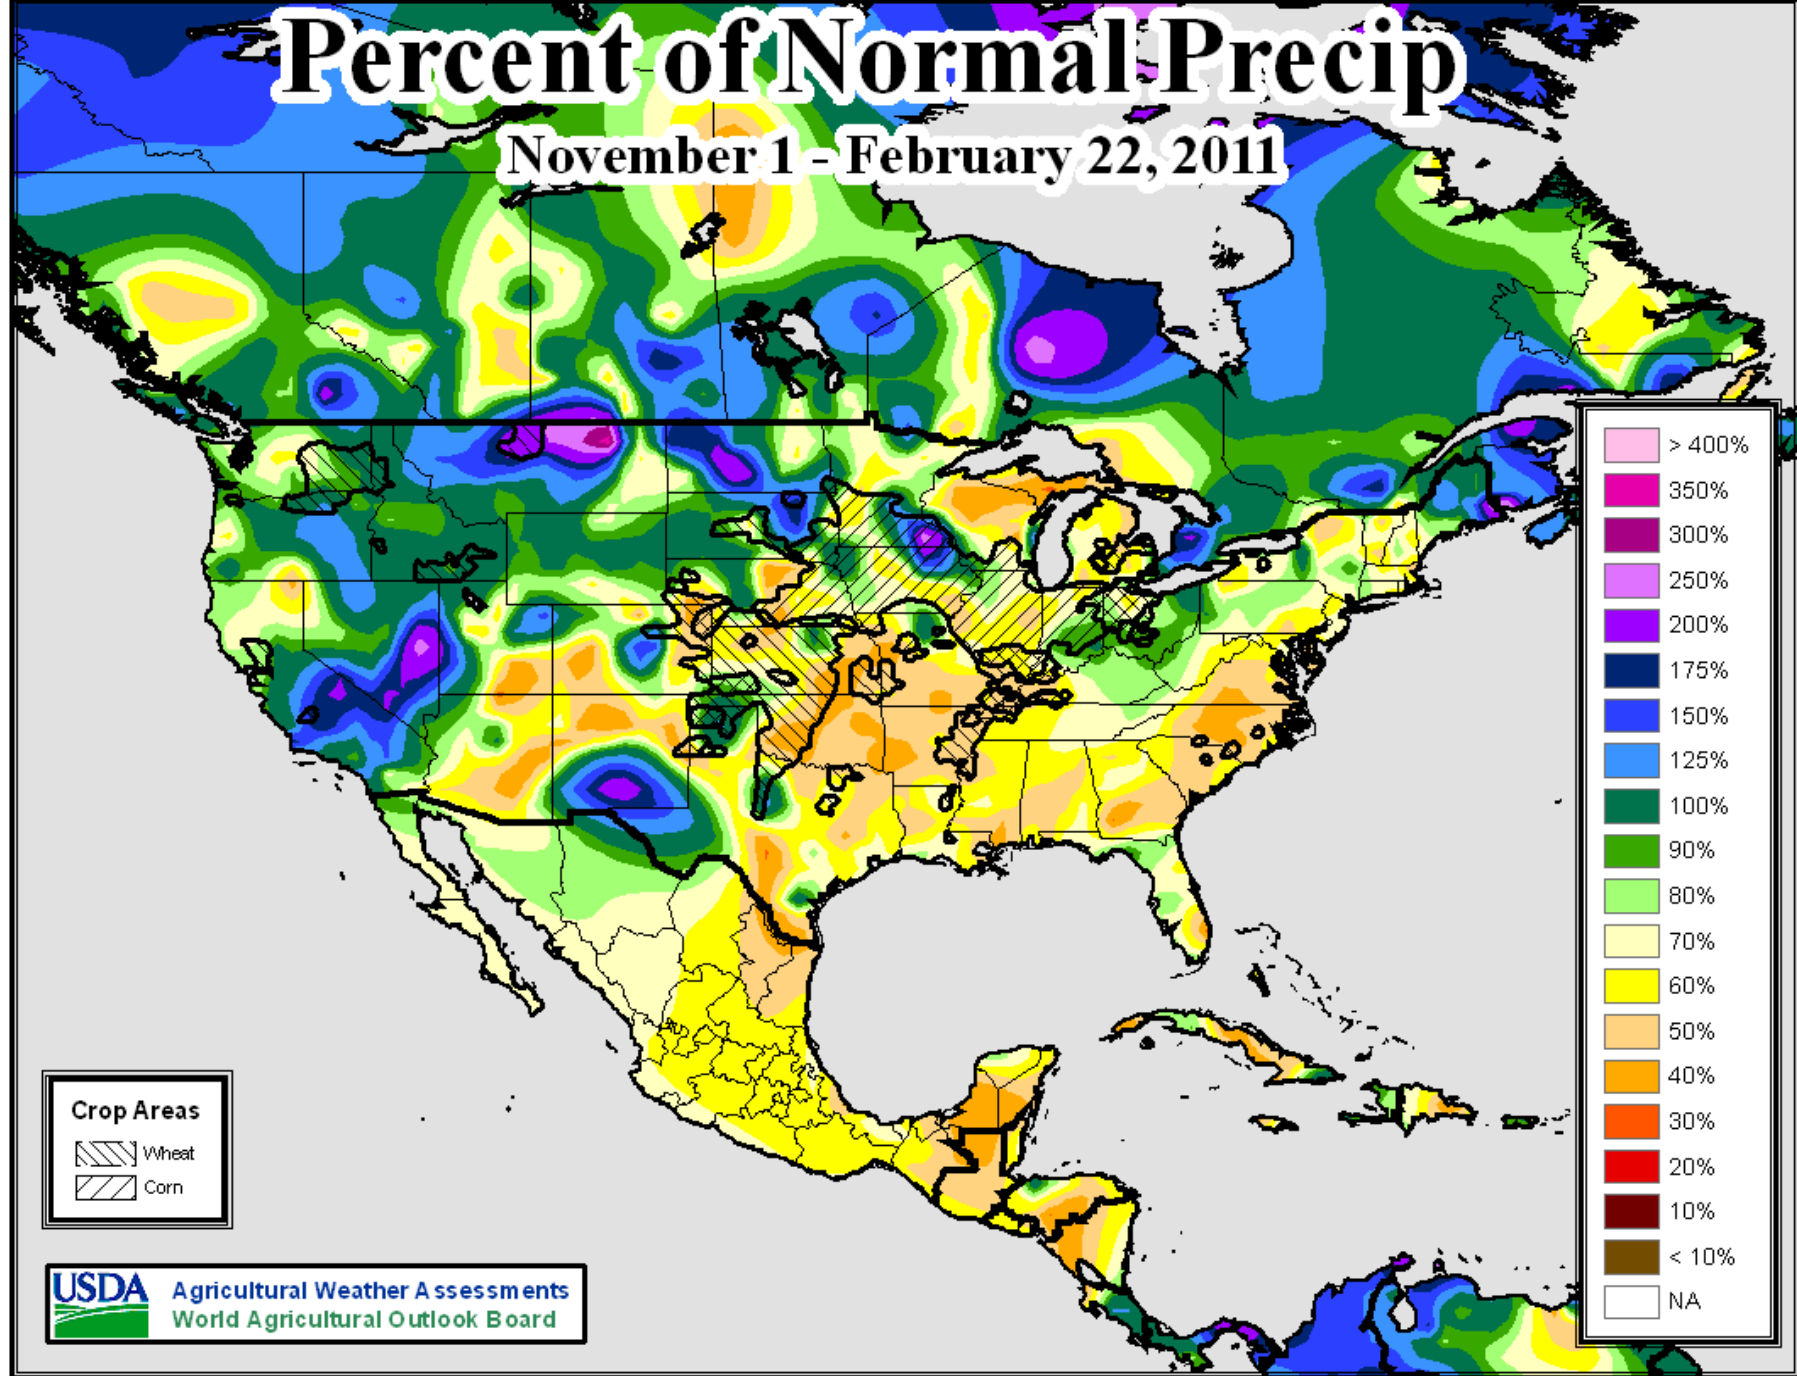 Percent of Normal Precip
November 1 - February 22, 2011
> 400%
350%
300%
250%
200%
175%
150%
125%
100%
90%
80%
70%
60%
50%
40%
30%
20%
10%
< 10%
NA
Crop Areas
Wheat
Corn
USDA
Agricultural Weather Assessments
World Agricultural Outlook Board